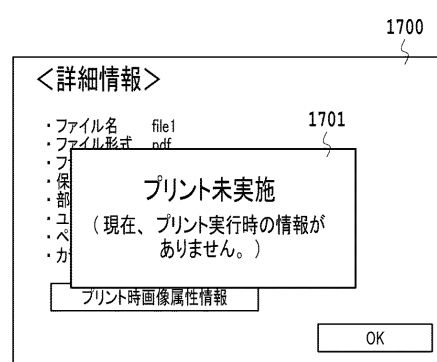 1700
＜詳細情報＞
1701
・ファイル名 file1
・ファイル形式 pdf
・フ
・保
・部
・ユ
・ペ
・カ
プリント未実施
（現在、プリント実行時の情報が
ありません。）
プリント時画像属性情報
OK